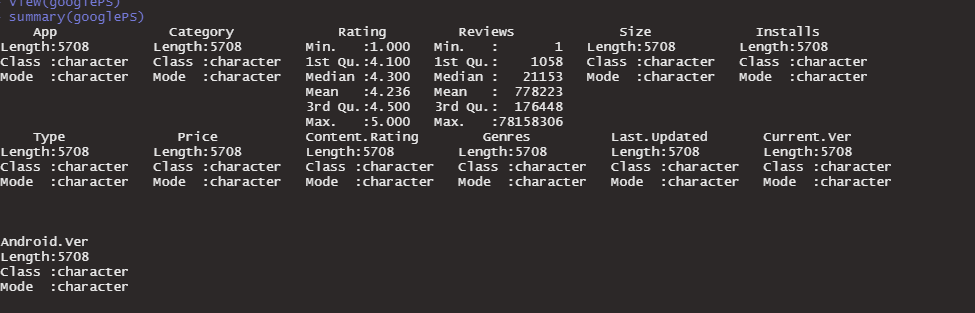 View(googlePS)
summary(googlePS)
App Category Rating Reviews Size Installs
Length:5708 Length:5708 Min. :1.000 Min. : 1 Length:5708 Length:5708
Class :character Class :character 1st Qu.:4.100 1st Qu.: 1058 Class :character Class :character
Mode :character Mode :character Median :4.300 Median : 21153 Mode :character Mode :character
Mean :4.236 Mean : 778223
3rd Qu.:4.500 3rd Qu.: 176448
Max. :5.000 Max. :78158306
Type Price Content.Rating Genres Last.Updated Current.Ver
Length:5708 Length:5708 Length:5708 Length:5708 Length:5708 Length:5708
Class :character Class :character Class :character Class :character Class :character Class :character
Mode :character Mode :character Mode :character Mode :character Mode :character Mode :character
Android.Ver
Length:5708
Class :character
Mode :character